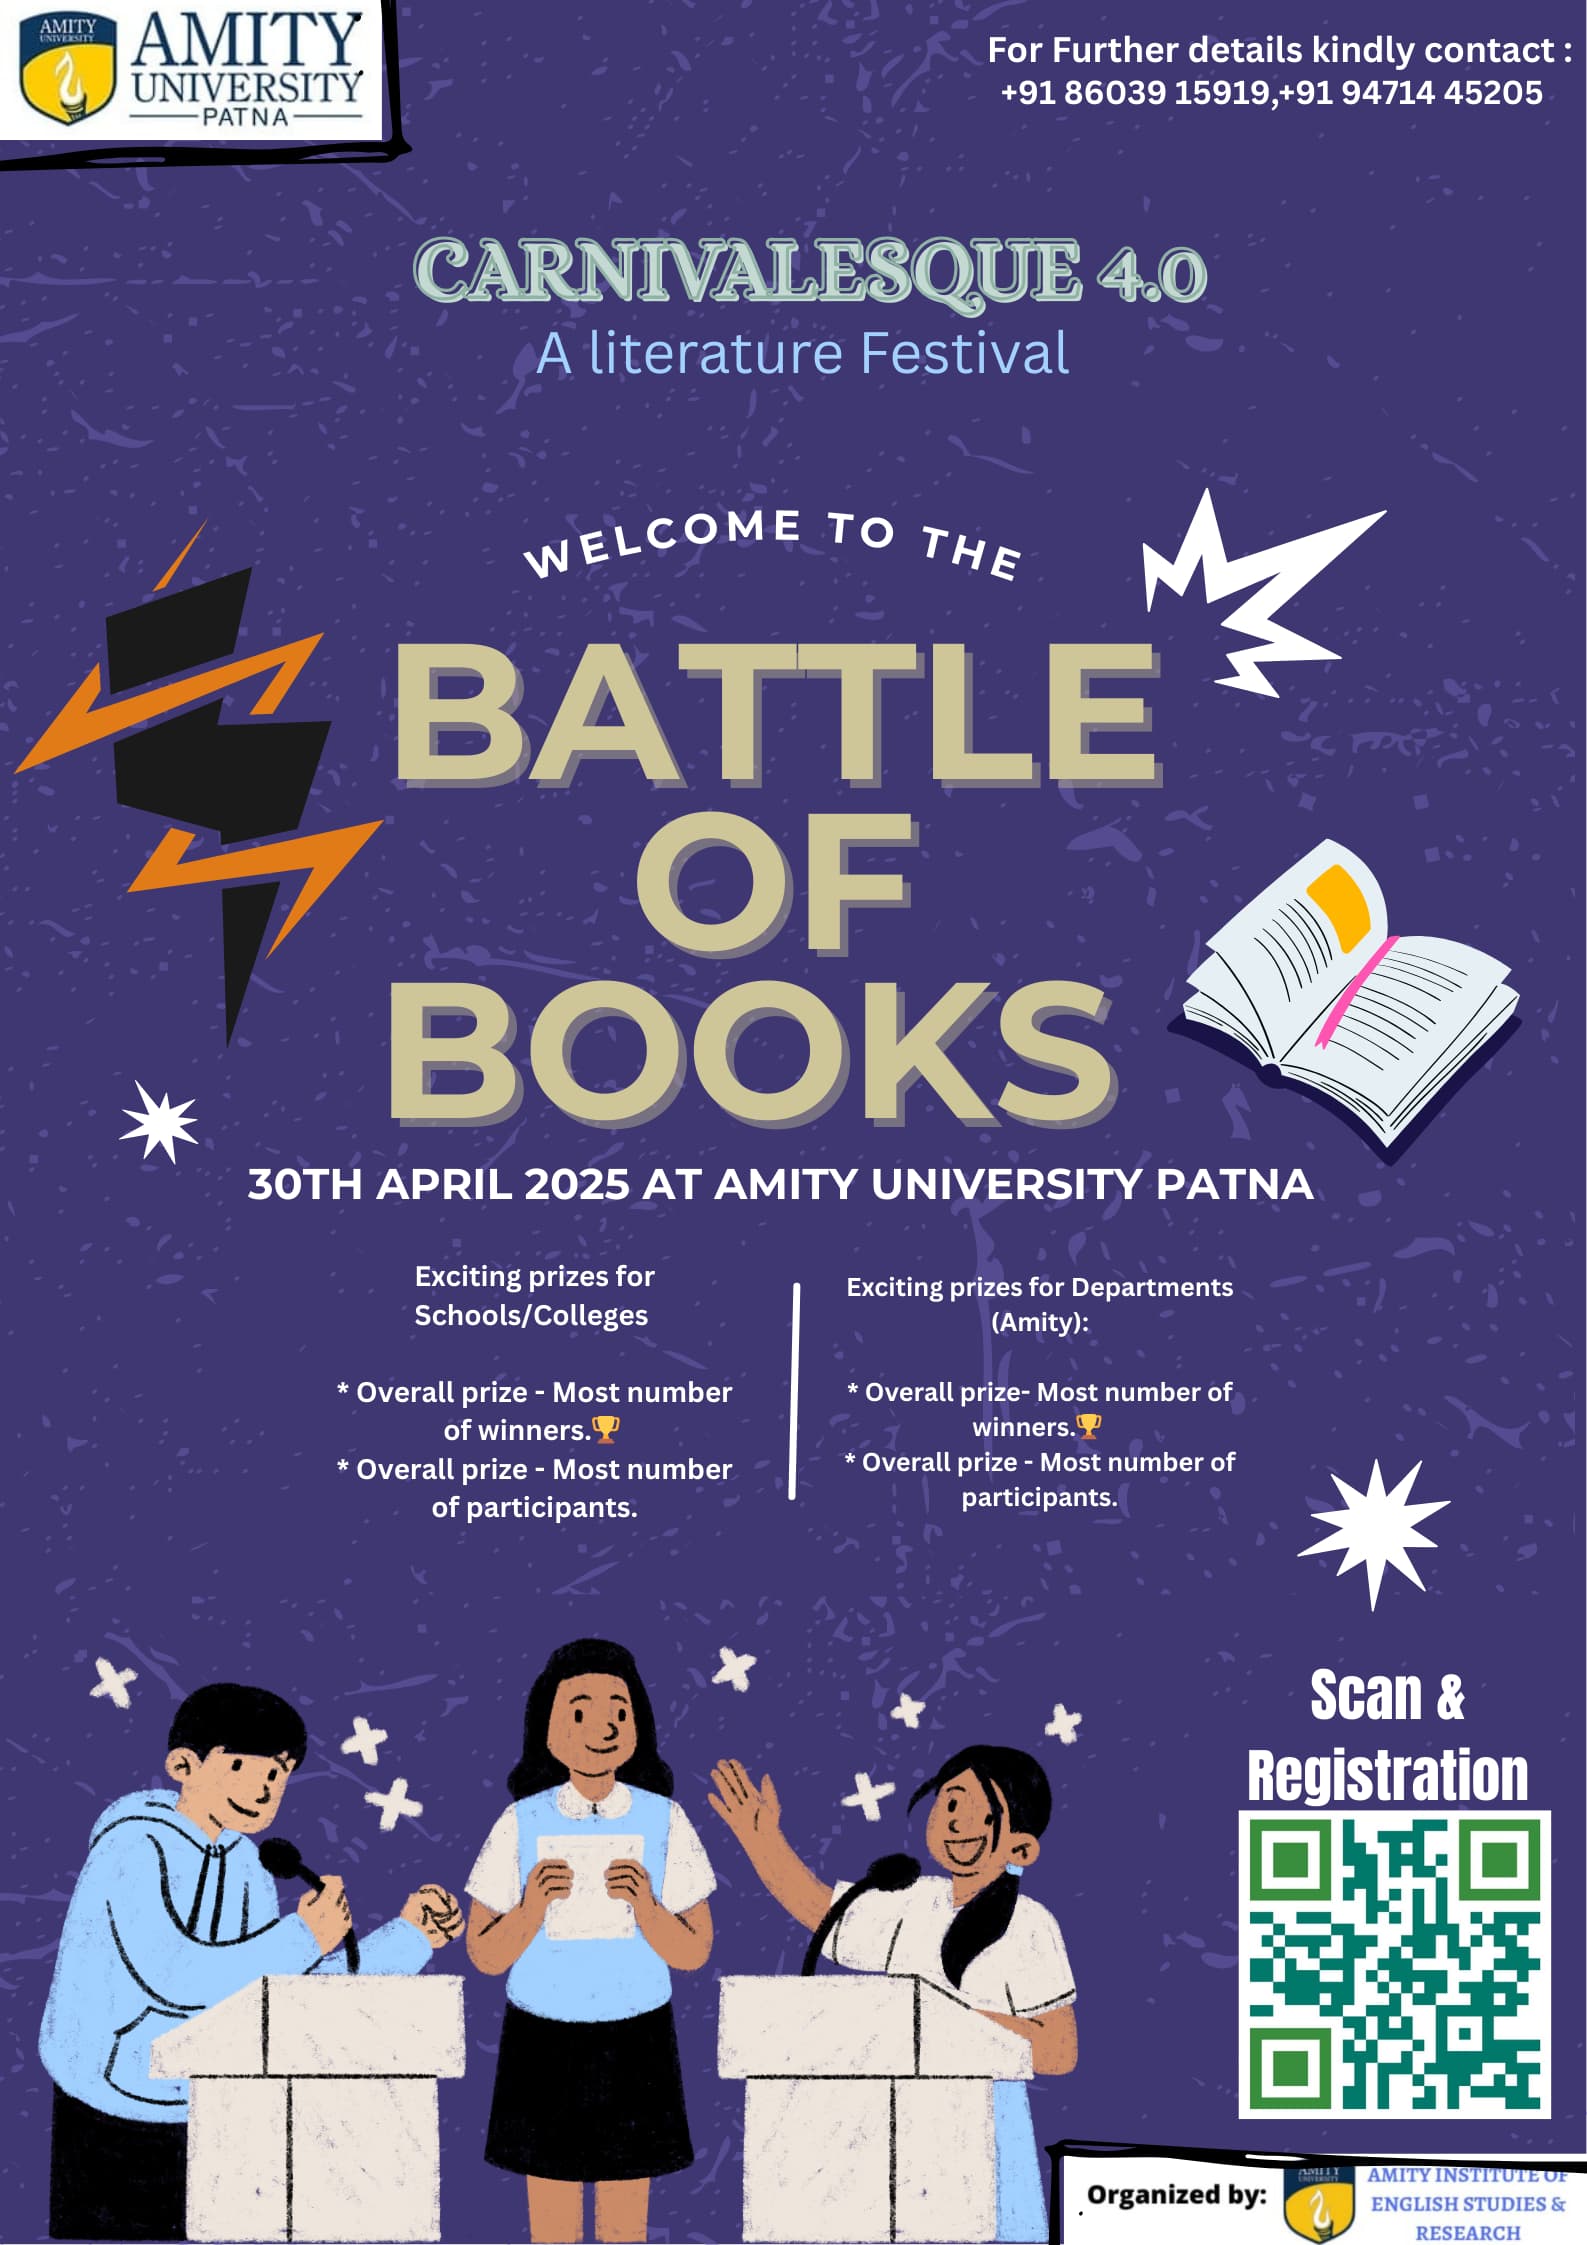 AMITY
UNIVERSITY
AMITY
UNIVERSITY
PATNA
For Further details kindly contact :
+91 86039 15919,+91 94714 45205
CARNIVALESQUE 4.0
A literature Festival
WELCOME TO THE
BATTLE
OF
BOOKS
30TH APRIL 2025 AT AMITY UNIVERSITY PATNA
Exciting prizes for
Schools/Colleges
* Overall prize - Most number
of winners.🏆
* Overall prize - Most number
of participants.
Exciting prizes for Departments
(Amity):
* Overall prize- Most number of
winners.🏆
* Overall prize - Most number of
participants.
Scan &
Registration
Organized by:
AMITY
UNIVERSITY
AMITY INSTITUTE OF
ENGLISH STUDIES &
RESEARCH